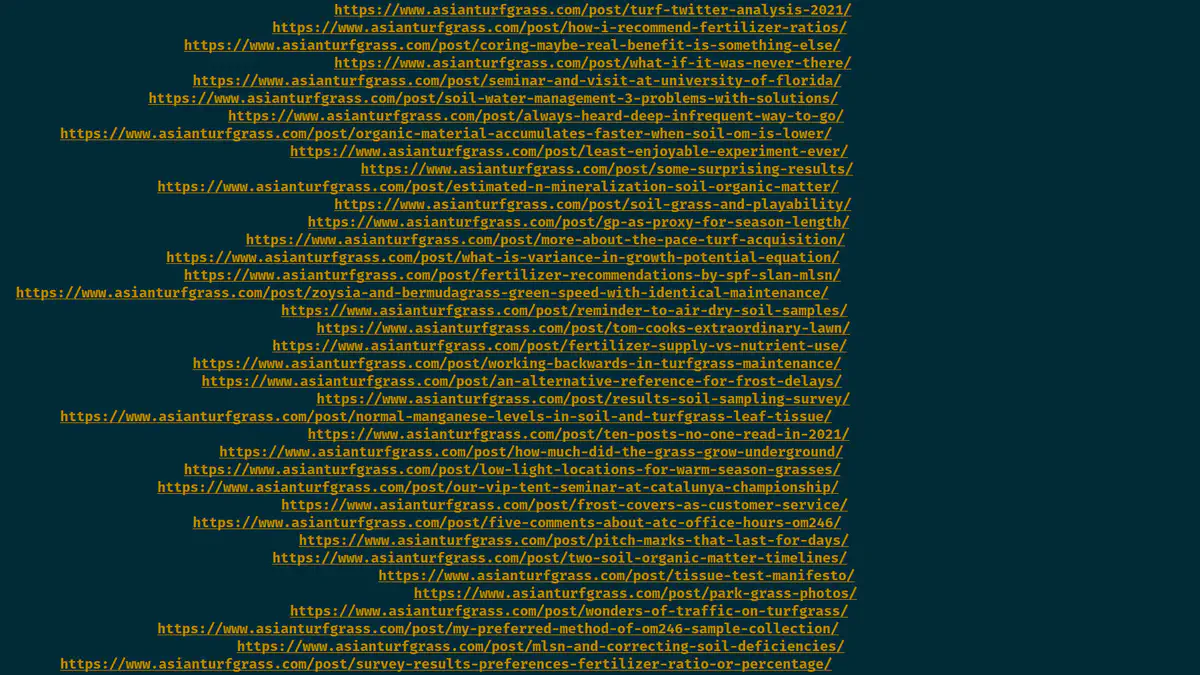 https://www.asianturfgrass.com/post/turf-twitter-analysis-2021/
https://www.asianturfgrass.com/post/how-i-recommend-fertilizer-ratios/
https://www.asianturfgrass.com/post/coring-maybe-real-benefit-is-something-else/
https://www.asianturfgrass.com/post/what-if-it-was-never-there/
https://www.asianturfgrass.com/post/seminar-and-visit-at-university-of-florida/
https://www.asianturfgrass.com/post/soil-water-management-3-problems-with-solutions/
https://www.asianturfgrass.com/post/always-heard-deep-infrequent-way-to-go/
https://www.asianturfgrass.com/post/organic-material-accumulates-faster-when-soil-om-is-lower/
https://www.asianturfgrass.com/post/least-enjoyable-experiment-ever/
https://www.asianturfgrass.com/post/some-surprising-results/
https://www.asianturfgrass.com/post/estimated-n-mineralization-soil-organic-matter/
https://www.asianturfgrass.com/post/soil-grass-and-playability/
https://www.asianturfgrass.com/post/gp-as-proxy-for-season-length/
https://www.asianturfgrass.com/post/more-about-the-pace-turf-acquisition/
https://www.asianturfgrass.com/post/what-is-variance-in-growth-potential-equation/
https://www.asianturfgrass.com/post/fertilizer-recommendations-by-spf-slan-mlsn/
https://www.asianturfgrass.com/post/zoysia-and-bermudagrass-green-speed-with-identical-maintenance/
https://www.asianturfgrass.com/post/reminder-to-air-dry-soil-samples/
https://www.asianturfgrass.com/post/tom-cooks-extraordinary-lawn/
https://www.asianturfgrass.com/post/fertilizer-supply-vs-nutrient-use/
https://www.asianturfgrass.com/post/working-backwards-in-turfgrass-maintenance/
https://www.asianturfgrass.com/post/an-alternative-reference-for-frost-delays/
https://www.asianturfgrass.com/post/results-soil-sampling-survey/
https://www.asianturfgrass.com/post/normal-manganese-levels-in-soil-and-turfgrass-leaf-tissue/
https://www.asianturfgrass.com/post/ten-posts-no-one-read-in-2021/
https://www.asianturfgrass.com/post/how-much-did-the-grass-grow-underground/
https://www.asianturfgrass.com/post/low-light-locations-for-warm-season-grasses/
https://www.asianturfgrass.com/post/our-vip-tent-seminar-at-catalunya-championship/
https://www.asianturfgrass.com/post/frost-covers-as-customer-service/
https://www.asianturfgrass.com/post/five-comments-about-atc-office-hours-om246/
https://www.asianturfgrass.com/post/pitch-marks-that-last-for-days/
https://www.asianturfgrass.com/post/two-soil-organic-matter-timelines/
https://www.asianturfgrass.com/post/tissue-test-manifesto/
https://www.asianturfgrass.com/post/park-grass-photos/
https://www.asianturfgrass.com/post/wonders-of-traffic-on-turfgrass/
https://www.asianturfgrass.com/post/my-preferred-method-of-om246-sample-collection/
https://www.asianturfgrass.com/post/mlsn-and-correcting-soil-deficiencies/
https://www.asianturfgrass.com/post/survey-results-preferences-fertilizer-ratio-or-percentage/